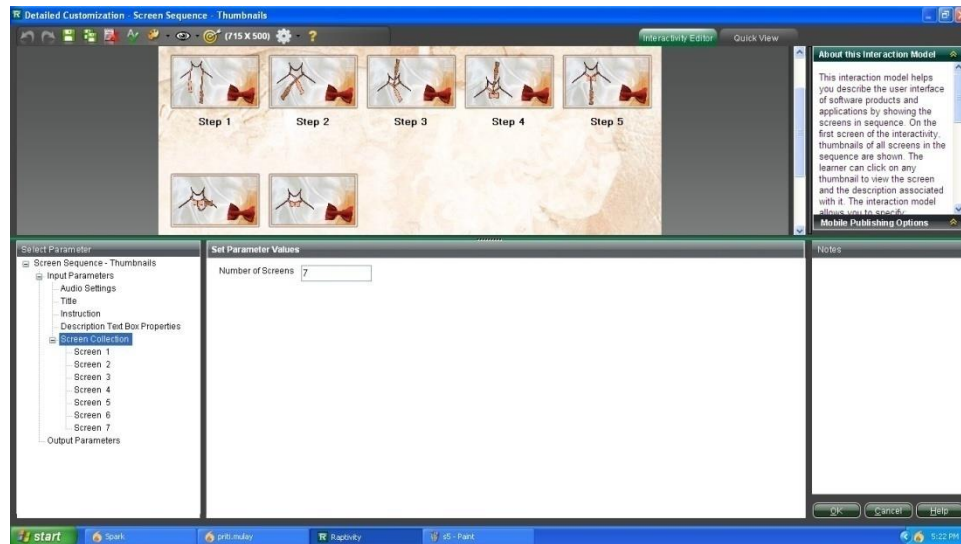 Detailed Customization - Screen Sequence - Thumbnails
(715 X 500)
Interactivity Editor
Quick View
Step 1
Step 2
Step 3
Step 4
Step 5
About this Interaction Model
This interaction model helps
you describe the user interface
of software products and
applications by showing the
screens in sequence. On the
first screen of the interactivity,
thumbnails of all screens in the
sequence are shown. The
learner can click on any
thumbnail to view the screen
and the description associated
with it. The interaction model
allows you to specify:
Mobile Publishing Options
Select Parameter
Screen Sequence - Thumbnails
Input Parameters
Audio Settings
Title
Instruction
Description Text Box Properties
Screen Collection
Screen 1
Screen 2
Screen 3
Screen 4
Screen 5
Screen 6
Screen 7
Output Parameters
Set Parameter Values
Number of Screens 7
Notes
OK
Cancel
Help
start
Spark
priti.mulay
Raptivity
s5 - Paint
5:22 PM